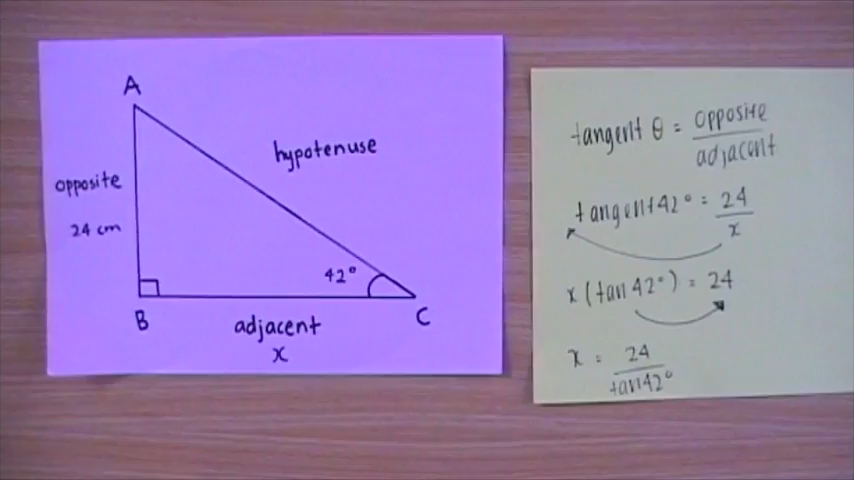 A
hypotenuse
opposite
24 cm
42°
B
adjacent
C
x
tangent θ = opposite
adjacent
tangent 42° = 24
x
x (tan 42°) = 24
x = 24
tan 42°